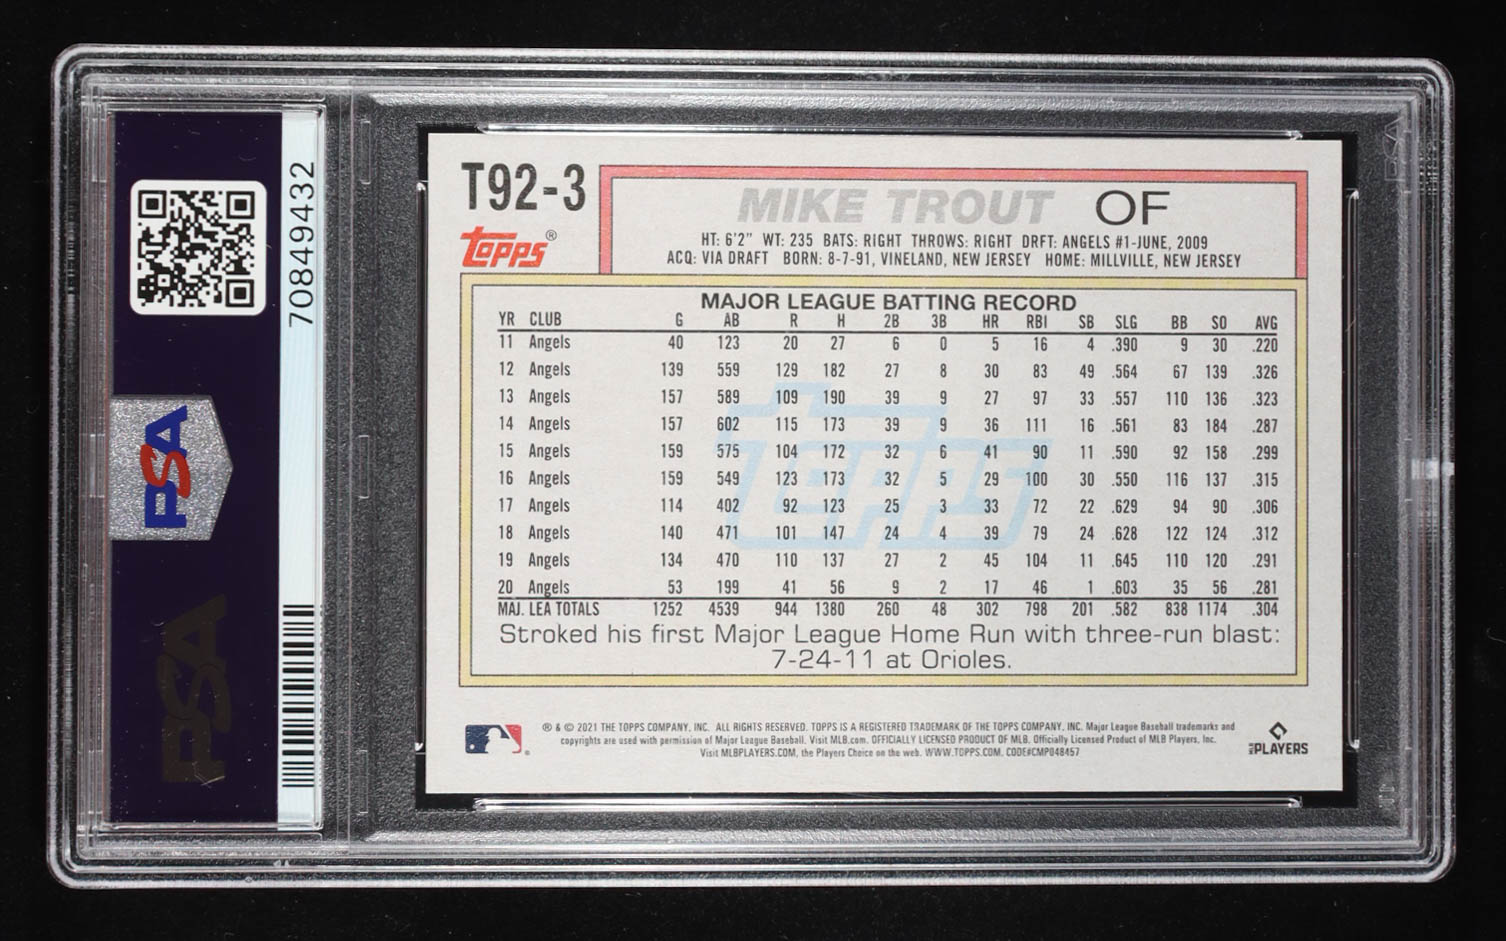 70849432
PSA
PSA
T92-3
topps®
MIKE TROUT OF
HT: 6'2" WT: 235 BATS: RIGHT THROWS: RIGHT DRFT: ANGELS #1-JUNE, 2009
ACQ: VIA DRAFT BORN: 8-7-91, VINELAND, NEW JERSEY HOME: MILLVILLE, NEW JERSEY
MAJOR LEAGUE BATTING RECORD
YR CLUB G AB R H 2B 3B HR RBI SB SLG BB SO AVG
11 Angels 40 123 20 27 6 0 5 16 4 .390 9 30 .220
12 Angels 139 559 129 182 27 8 30 83 49 .564 67 139 .326
13 Angels 157 589 109 190 39 9 27 97 33 .557 110 136 .323
14 Angels 157 602 115 173 39 9 36 111 16 .561 83 184 .287
15 Angels 159 575 104 172 32 6 41 90 11 .590 92 158 .299
16 Angels 159 549 123 173 32 5 29 100 30 .550 116 137 .315
17 Angels 114 402 92 123 25 3 33 72 22 .629 94 90 .306
18 Angels 140 471 101 147 24 4 39 79 24 .628 122 124 .312
19 Angels 134 470 110 137 27 2 45 104 11 .645 110 120 .291
20 Angels 53 199 41 56 9 2 17 46 1 .603 35 56 .281
MAJ. LEA TOTALS 1252 4539 944 1380 260 48 302 798 201 .582 838 1174 .304
topps
Stroked his first Major League Home Run with three-run blast:
7-24-11 at Orioles.
® & © 2021 THE TOPPS COMPANY, INC. ALL RIGHTS RESERVED. TOPPS IS A REGISTERED TRADEMARK OF THE TOPPS COMPANY, INC. Major League Baseball trademarks and
copyrights are used with permission of Major League Baseball. Visit MLB.com. OFFICIALLY LICENSED PRODUCT OF MLB. Officially Licensed Product of MLB Players, Inc.
Visit MLBPLAYERS.COM, the Players Choice on the web. WWW.TOPPS.COM. CODE#CMP048457
MLB PLAYERS